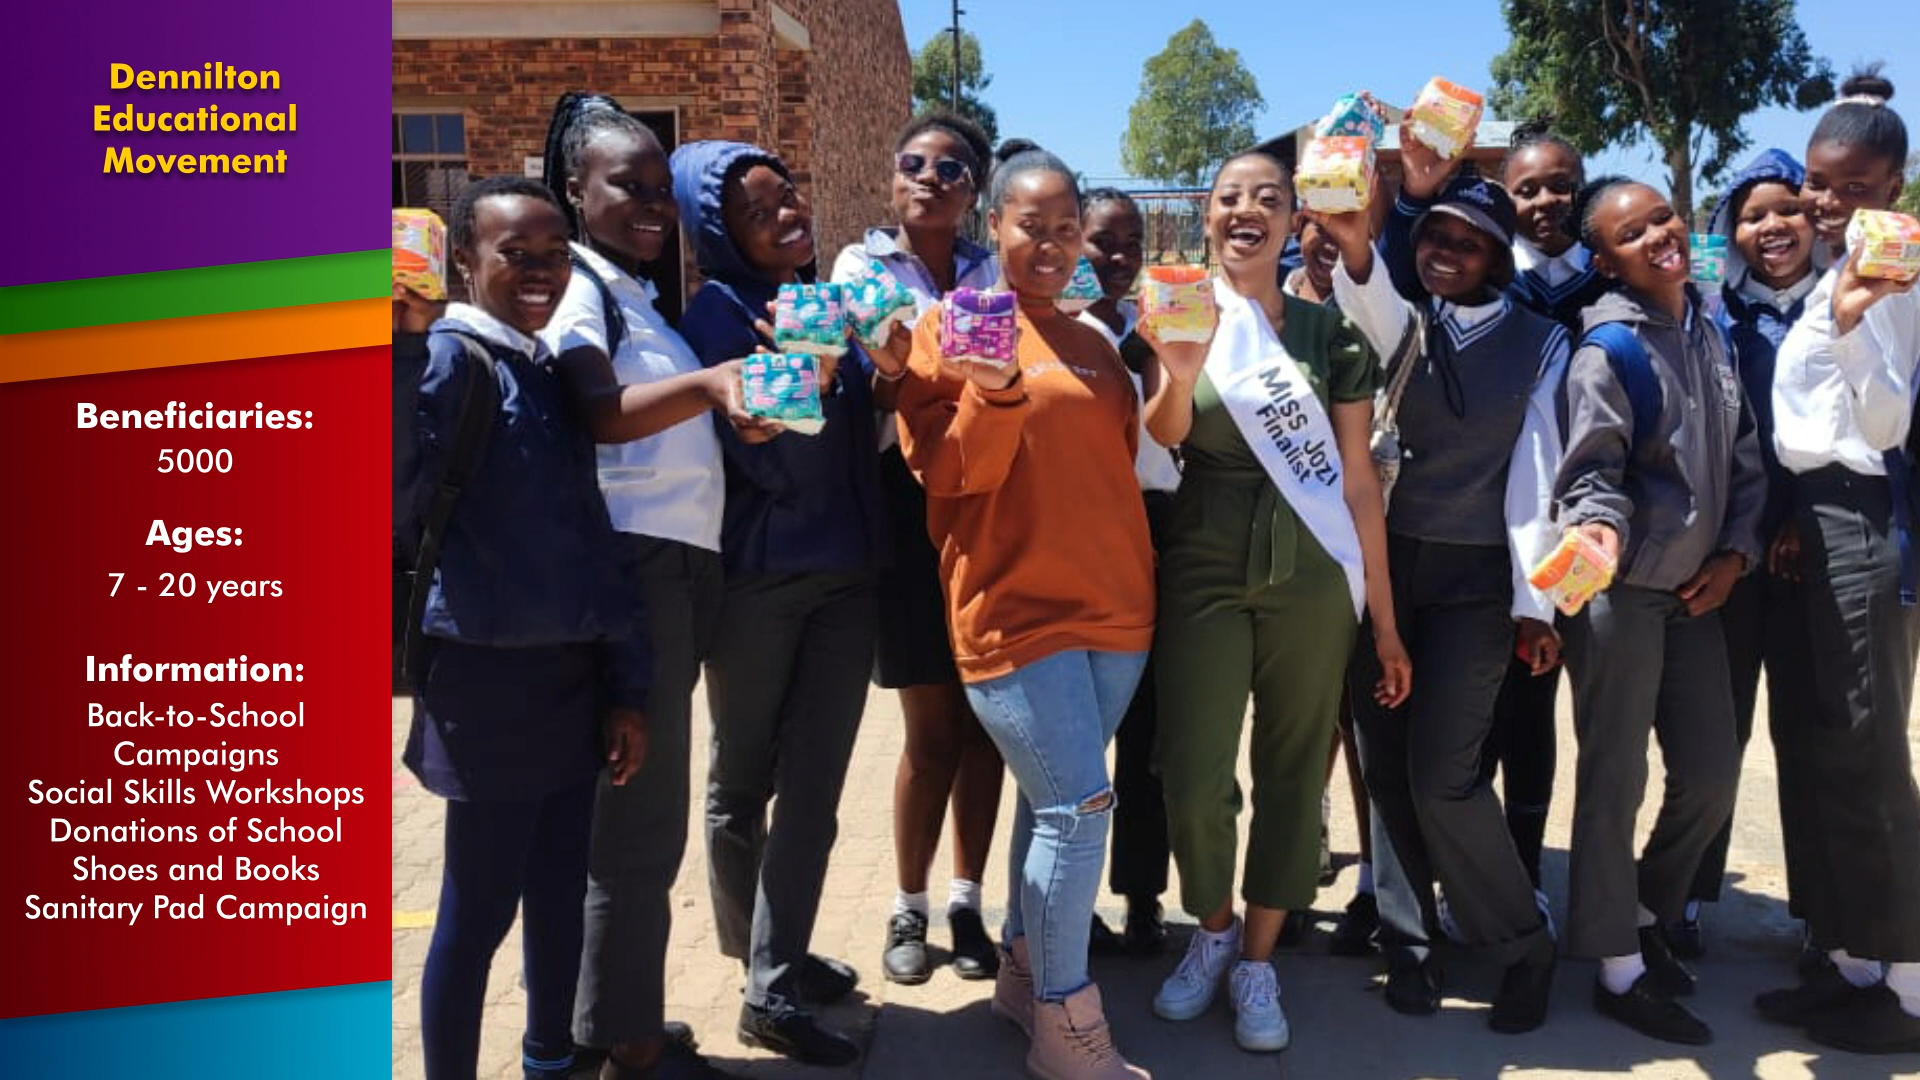 Dennilton
Educational
Movement
Beneficiaries:
5000
Ages:
7 - 20 years
Information:
Back-to-School
Campaigns
Social Skills Workshops
Donations of School
Shoes and Books
Sanitary Pad Campaign
MISS JOZI
Finalist